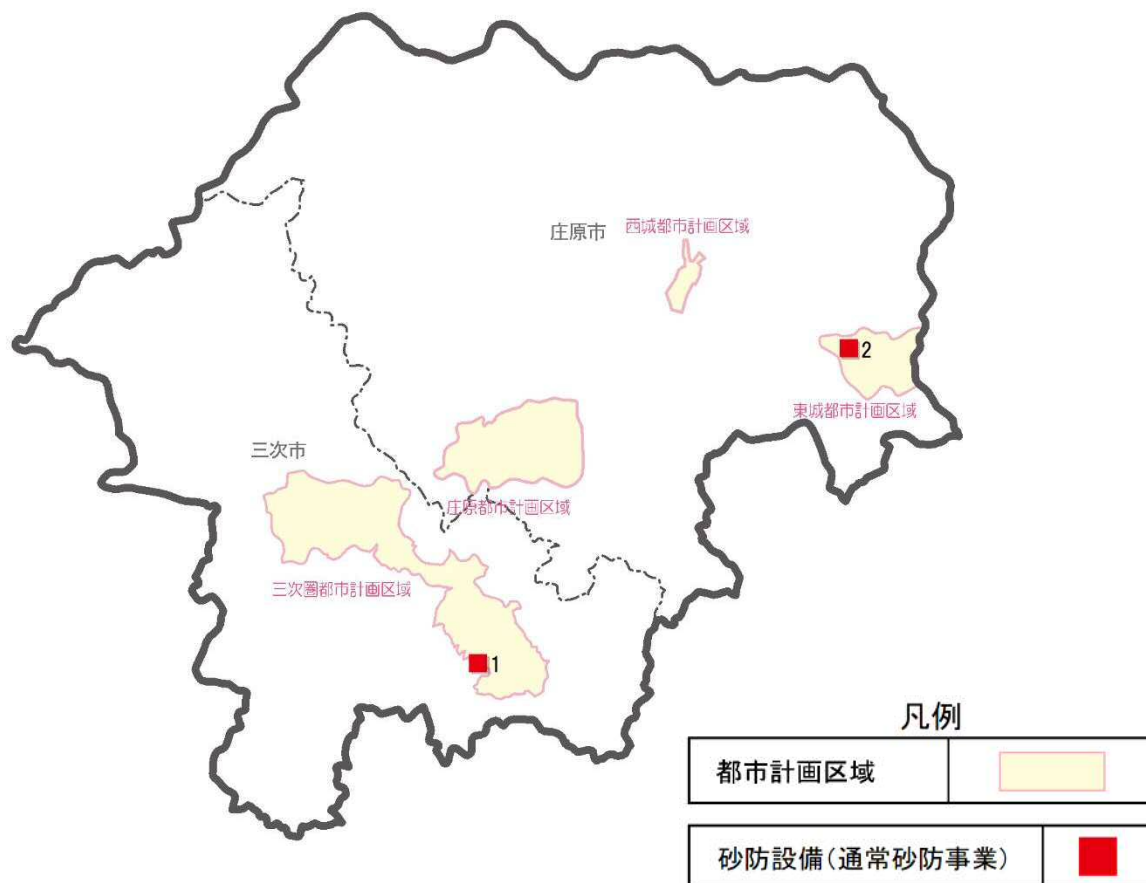 庄原市
西城都市計画区域
2
東城都市計画区域
三次市
庄原都市計画区域
三次圏都市計画区域
1
凡例
都市計画区域
砂防設備(通常砂防事業)